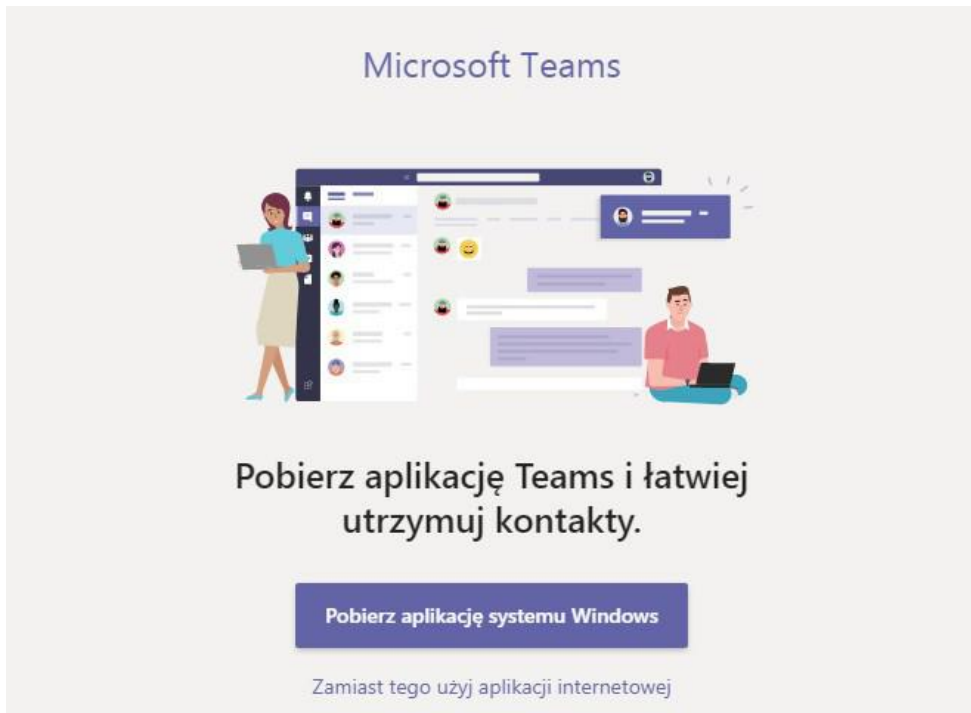 Microsoft Teams
Pobierz aplikację Teams i łatwiej
utrzymuj kontakty.
Pobierz aplikację systemu Windows
Zamiast tego użyj aplikacji internetowej